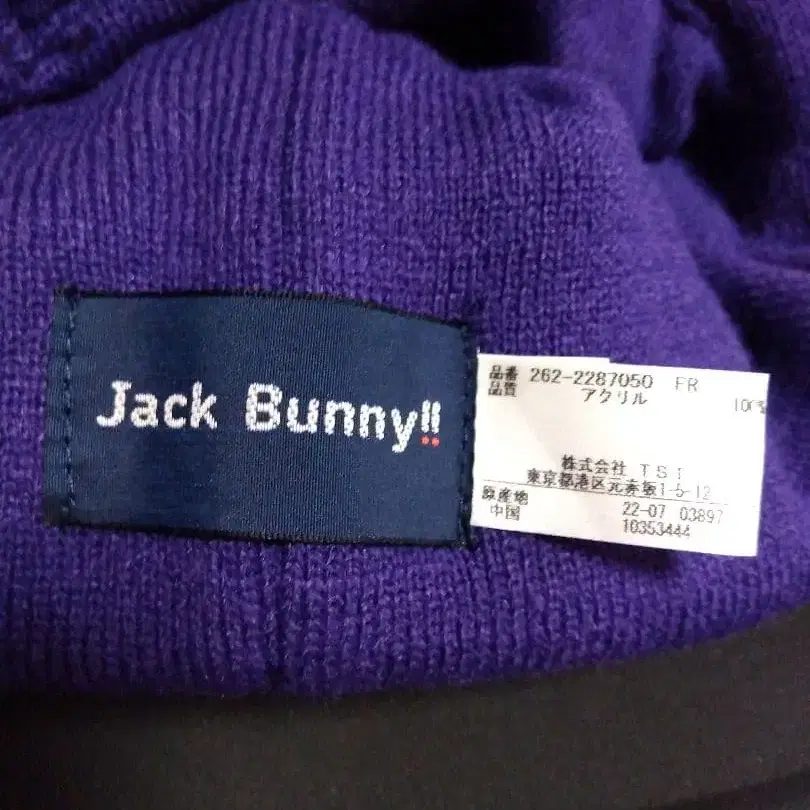 Jack Bunny!!
品番 262-2287050 FR
品質 アクリル 100%
株式会社 TSI
東京都港区元赤坂1-5-12
原産地 22-07 03897
中国 10353444